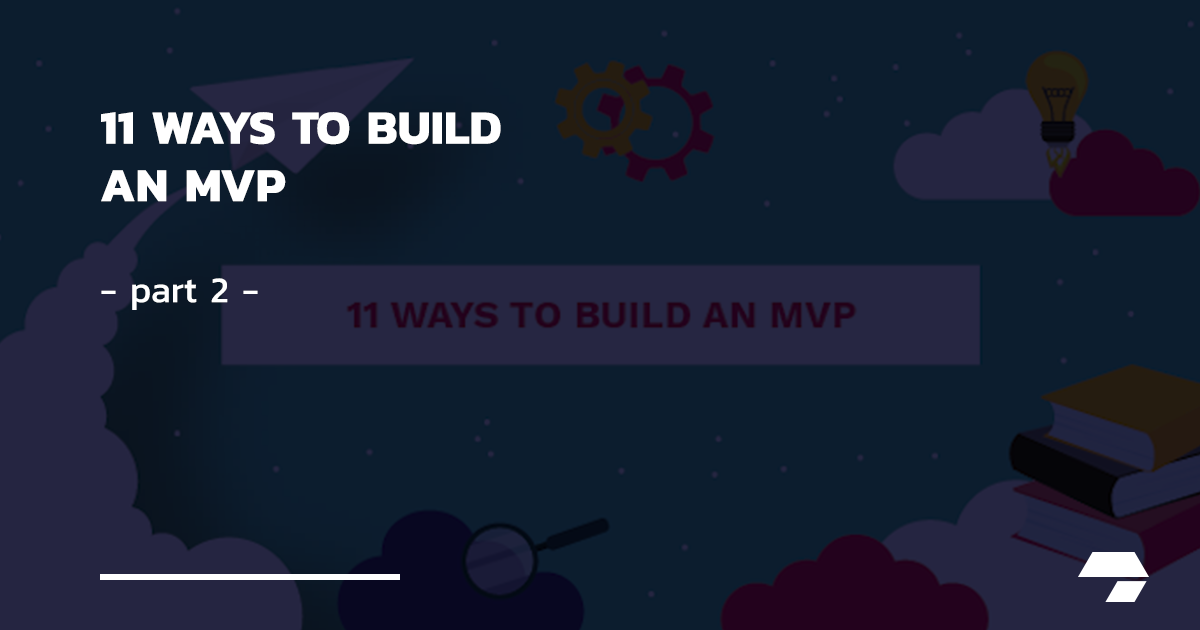 11 WAYS TO BUILD
AN MVP
– part 2 –
11 WAYS TO BUILD AN MVP